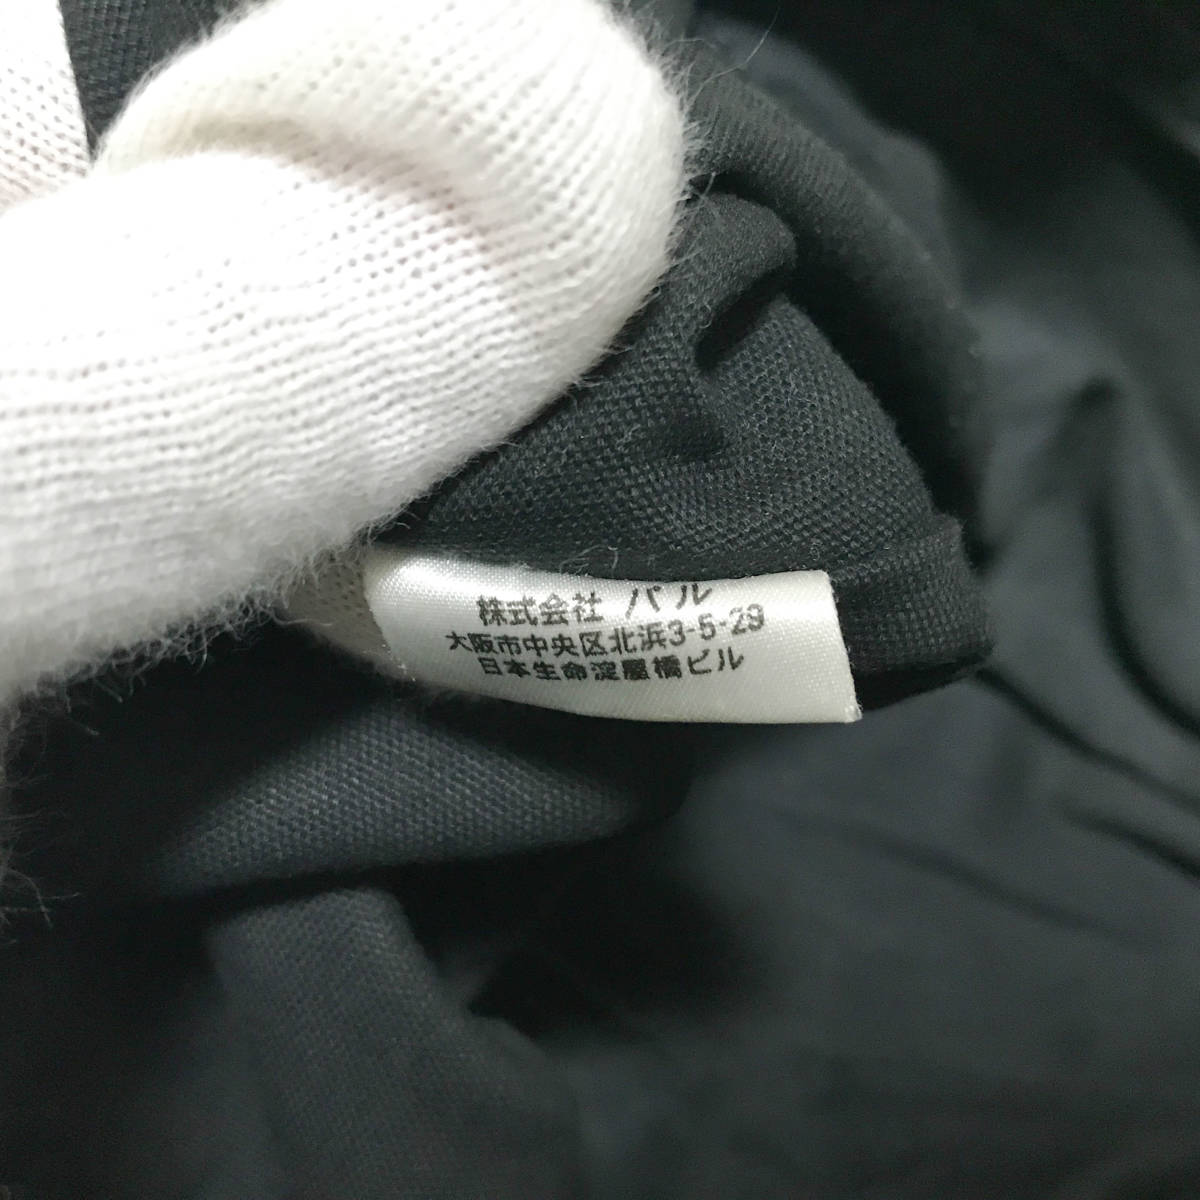 株式会社 パル
大阪市中央区北浜3-5-29
日本生命淀屋橋ビル